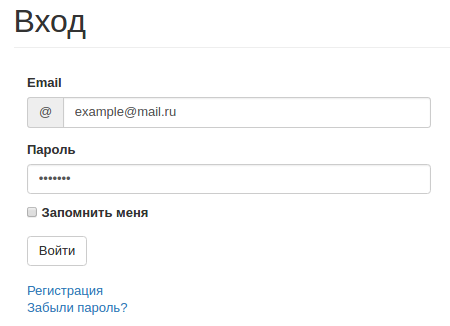 Вход
Email
@ example@mail.ru
Пароль
•••••••
Запомнить меня
Войти
Регистрация
Забыли пароль?